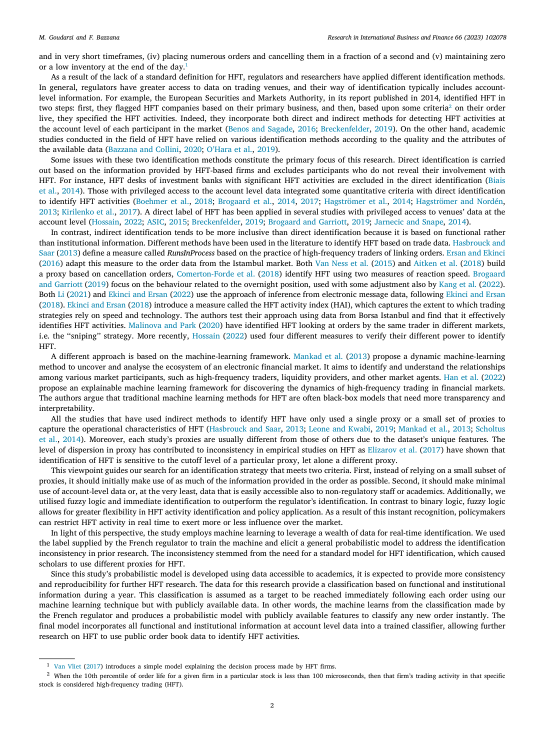 M. Goudarzi and F. Bazzana
Research in International Business and Finance 66 (2023) 102078
and in very short timeframes, (iv) placing numerous orders and cancelling them in a fraction of a second and (v) maintaining zero
or a low inventory at the end of the day.1
As a result of the lack of a standard definition for HFT, regulators and researchers have applied different identification methods.
In general, regulators have greater access to data on trading venues, and their way of identification typically includes account-
level information. For example, the European Securities and Markets Authority, in its report published in 2014, identified HFT in
two steps: first, they flagged HFT companies based on their primary business, and then, based upon some criteria2 on their order
live, they specified the HFT activities. Indeed, they incorporate both direct and indirect methods for detecting HFT activities at
the account level of each participant in the market (Benos and Sagade, 2016; Breckenfelder, 2019). On the other hand, academic
studies conducted in the field of HFT have relied on various identification methods according to the quality and the attributes of
the available data (Bazzana and Collini, 2020; O'Hara et al., 2019).
Some issues with these two identification methods constitute the primary focus of this research. Direct identification is carried
out based on the information provided by HFT-based firms and excludes participants who do not reveal their involvement with
HFT. For instance, HFT desks of investment banks with significant HFT activities are excluded in the direct identification (Biais
et al., 2014). Those with privileged access to the account level data integrated some quantitative criteria with direct identification
to identify HFT activities (Boehmer et al., 2018; Brogaard et al., 2014, 2017; Hagströmer et al., 2014; Hagströmer and Nordén,
2013; Kirilenko et al., 2017). A direct label of HFT has been applied in several studies with privileged access to venues' data at the
account level (Hossain, 2022; ASIC, 2015; Breckenfelder, 2019; Brogaard and Garriott, 2019; Jarnecic and Snape, 2014).
In contrast, indirect identification tends to be more inclusive than direct identification because it is based on functional rather
than institutional information. Different methods have been used in the literature to identify HFT based on trade data. Hasbrouck and
Saar (2013) define a measure called RunsInProcess based on the practice of high-frequency traders of linking orders. Ersan and Ekinci
(2016) adapt this measure to the order data from the Istanbul market. Both Van Ness et al. (2015) and Aitken et al. (2018) build
a proxy based on cancellation orders, Comerton-Forde et al. (2018) identify HFT using two measures of reaction speed. Brogaard
and Garriott (2019) focus on the behaviour related to the overnight position, used with some adjustment also by Kang et al. (2022).
Both Li (2021) and Ekinci and Ersan (2022) use the approach of inference from electronic message data, following Ekinci and Ersan
(2018). Ekinci and Ersan (2018) introduce a measure called the HFT activity index (HAI), which captures the extent to which trading
strategies rely on speed and technology. The authors test their approach using data from Borsa Istanbul and find that it effectively
identifies HFT activities. Malinova and Park (2020) have identified HFT looking at orders by the same trader in different markets,
i.e. the "sniping" strategy. More recently, Hossain (2022) used four different measures to verify their different power to identify
HFT.
A different approach is based on the machine-learning framework. Mankad et al. (2013) propose a dynamic machine-learning
method to uncover and analyse the ecosystem of an electronic financial market. It aims to identify and understand the relationships
among various market participants, such as high-frequency traders, liquidity providers, and other market agents. Han et al. (2022)
propose an explainable machine learning framework for discovering the dynamics of high-frequency trading in financial markets.
The authors argue that traditional machine learning methods for HFT are often black-box models that need more transparency and
interpretability.
All the studies that have used indirect methods to identify HFT have only used a single proxy or a small set of proxies to
capture the operational characteristics of HFT (Hasbrouck and Saar, 2013; Leone and Kwabi, 2019; Mankad et al., 2013; Scholtus
et al., 2014). Moreover, each study's proxies are usually different from those of others due to the dataset's unique features. The
level of dispersion in proxy has contributed to inconsistency in empirical studies on HFT as Elizarov et al. (2017) have shown that
identification of HFT is sensitive to the cutoff level of a particular proxy, let alone a different proxy.
This viewpoint guides our search for an identification strategy that meets two criteria. First, instead of relying on a small subset of
proxies, it should initially make use of as much of the information provided in the order as possible. Second, it should make minimal
use of account-level data or, at the very least, data that is easily accessible also to non-regulatory staff or academics. Additionally, we
utilised fuzzy logic and immediate identification to outperform the regulator's identification. In contrast to binary logic, fuzzy logic
allows for greater flexibility in HFT activity identification and policy application. As a result of this instant recognition, policymakers
can restrict HFT activity in real time to exert more or less influence over the market.
In light of this perspective, the study employs machine learning to leverage a wealth of data for real-time identification. We used
the label supplied by the French regulator to train the machine and elicit a general probabilistic model to address the identification
inconsistency in prior research. The inconsistency stemmed from the need for a standard model for HFT identification, which caused
scholars to use different proxies for HFT.
Since this study's probabilistic model is developed using data accessible to academics, it is expected to provide more consistency
and reproducibility for further HFT research. The data for this research provide a classification based on functional and institutional
information during a year. This classification is assumed as a target to be reached immediately following each order using our
machine learning technique but with publicly available data. In other words, the machine learns from the classification made by
the French regulator and produces a probabilistic model with publicly available features to classify any new order instantly. The
final model incorporates all functional and institutional information at account level data into a trained classifier, allowing further
research on HFT to use public order book data to identify HFT activities.
1 Van Vliet (2017) introduces a simple model explaining the decision process made by HFT firms.
2 When the 10th percentile of order life for a given firm in a particular stock is less than 100 microseconds, then that firm's trading activity in that specific
stock is considered high-frequency trading (HFT).
2